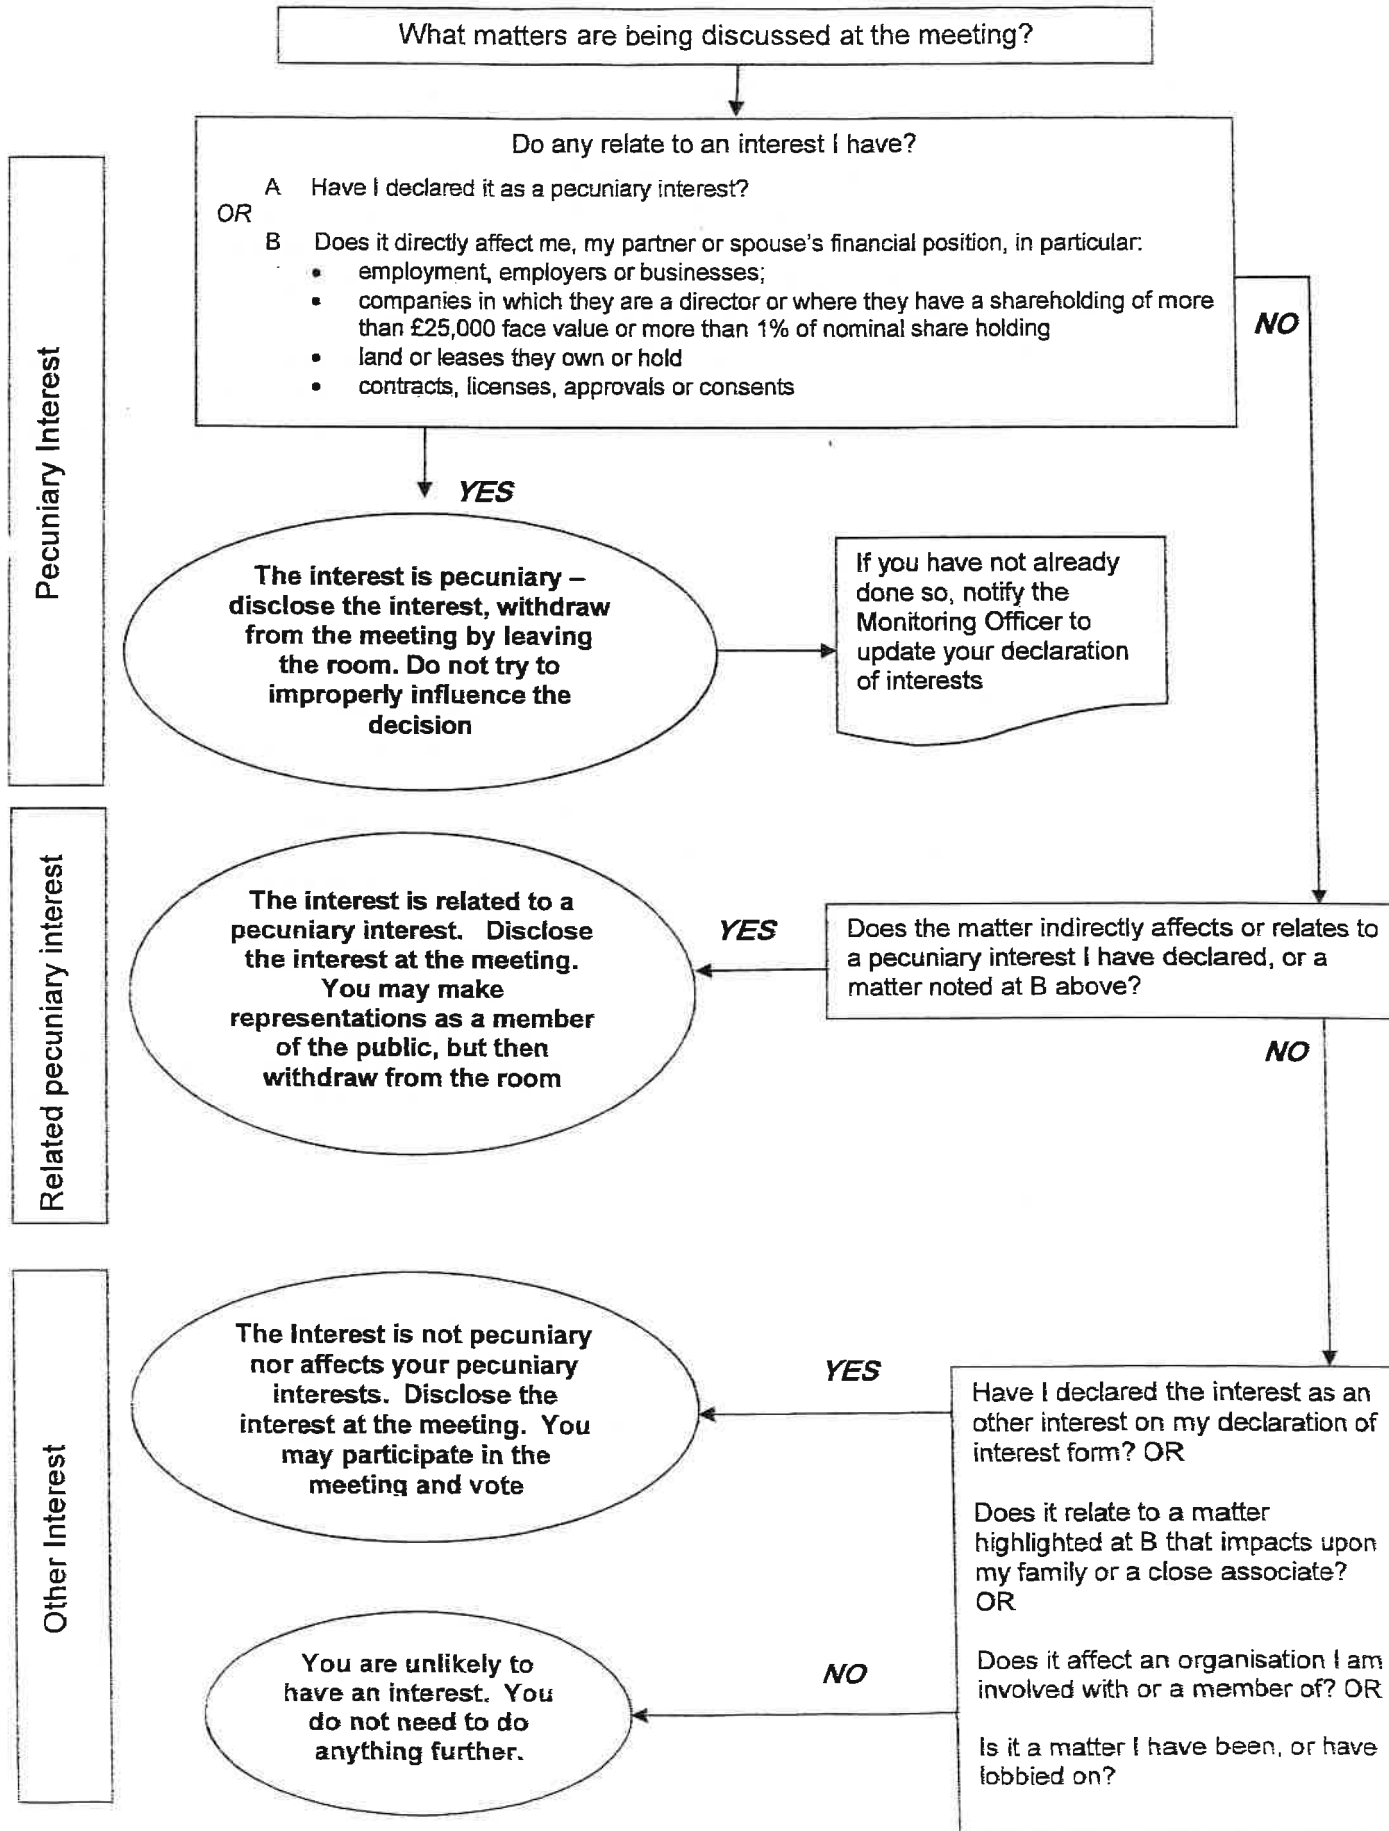 What matters are being discussed at the meeting?
Do any relate to an interest I have?
A Have I declared it as a pecuniary interest?
OR
B Does it directly affect me, my partner or spouse's financial position, in particular:
• employment, employers or businesses;
• companies in which they are a director or where they have a shareholding of more
than £25,000 face value or more than 1% of nominal share holding
• land or leases they own or hold
• contracts, licenses, approvals or consents
NO
Pecuniary Interest
YES
The interest is pecuniary –
disclose the interest, withdraw
from the meeting by leaving
the room. Do not try to
improperly influence the
decision
If you have not already
done so, notify the
Monitoring Officer to
update your declaration
of interests
Related pecuniary interest
The interest is related to a
pecuniary interest. Disclose
the interest at the meeting.
You may make
representations as a member
of the public, but then
withdraw from the room
YES
Does the matter indirectly affects or relates to
a pecuniary interest I have declared, or a
matter noted at B above?
NO
Other Interest
The Interest is not pecuniary
nor affects your pecuniary
interests. Disclose the
interest at the meeting. You
may participate in the
meeting and vote
YES
Have I declared the interest as an
other interest on my declaration of
interest form? OR
Does it relate to a matter
highlighted at B that impacts upon
my family or a close associate?
OR
Does it affect an organisation I am
involved with or a member of? OR
Is it a matter I have been, or have
lobbied on?
NO
You are unlikely to
have an interest. You
do not need to do
anything further.